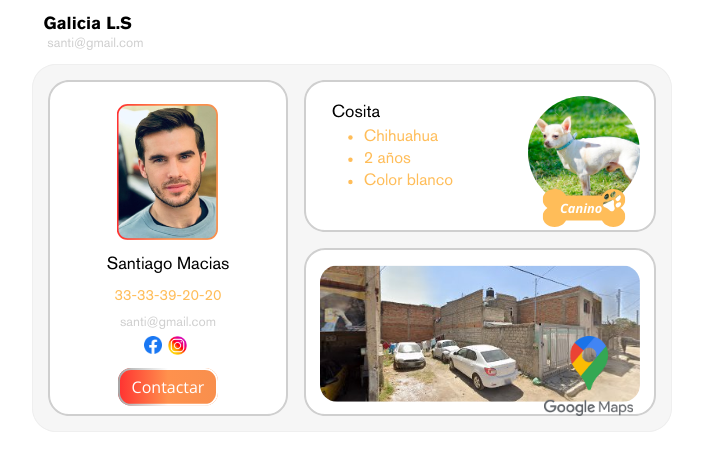 Galicia L.S
santi@gmail.com
Santiago Macias
33-33-39-20-20
santi@gmail.com
Contactar
Cosita
Chihuahua
2 años
Color blanco
Canino
Google Maps